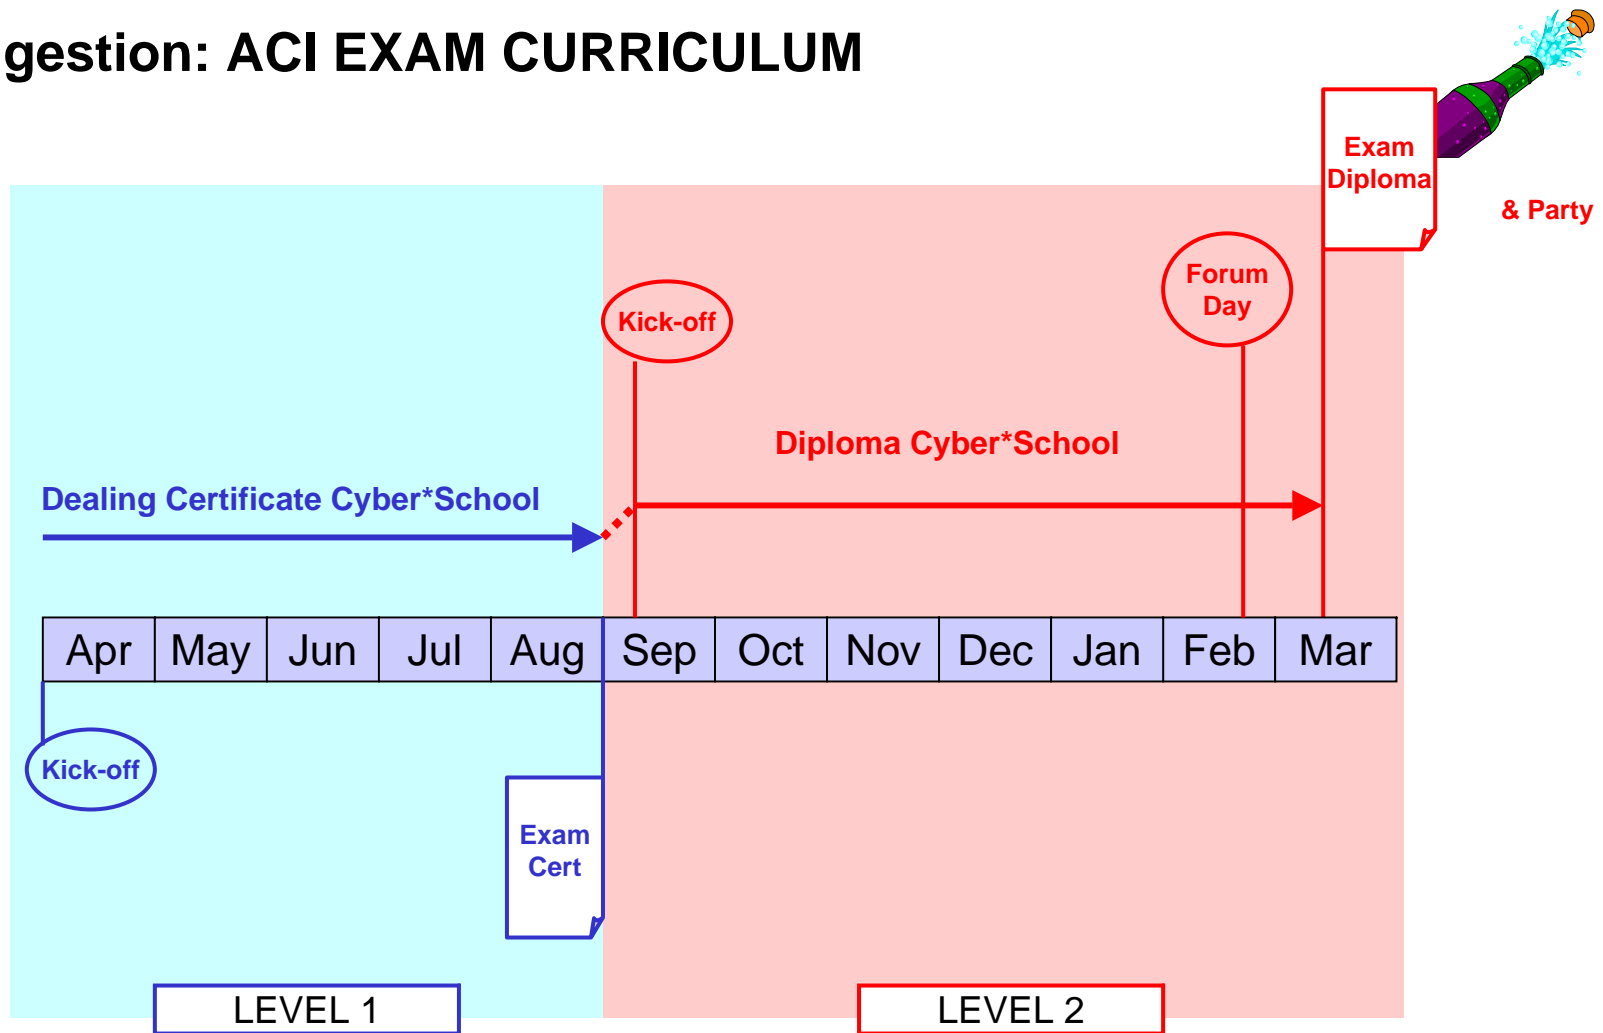 gestion: ACI EXAM CURRICULUM
Exam
Diploma
& Party
Forum
Day
Kick-off
Diploma Cyber*School
Dealing Certificate Cyber*School
Apr May Jun Jul Aug Sep Oct Nov Dec Jan Feb Mar
Kick-off
Exam
Cert
LEVEL 1 LEVEL 2